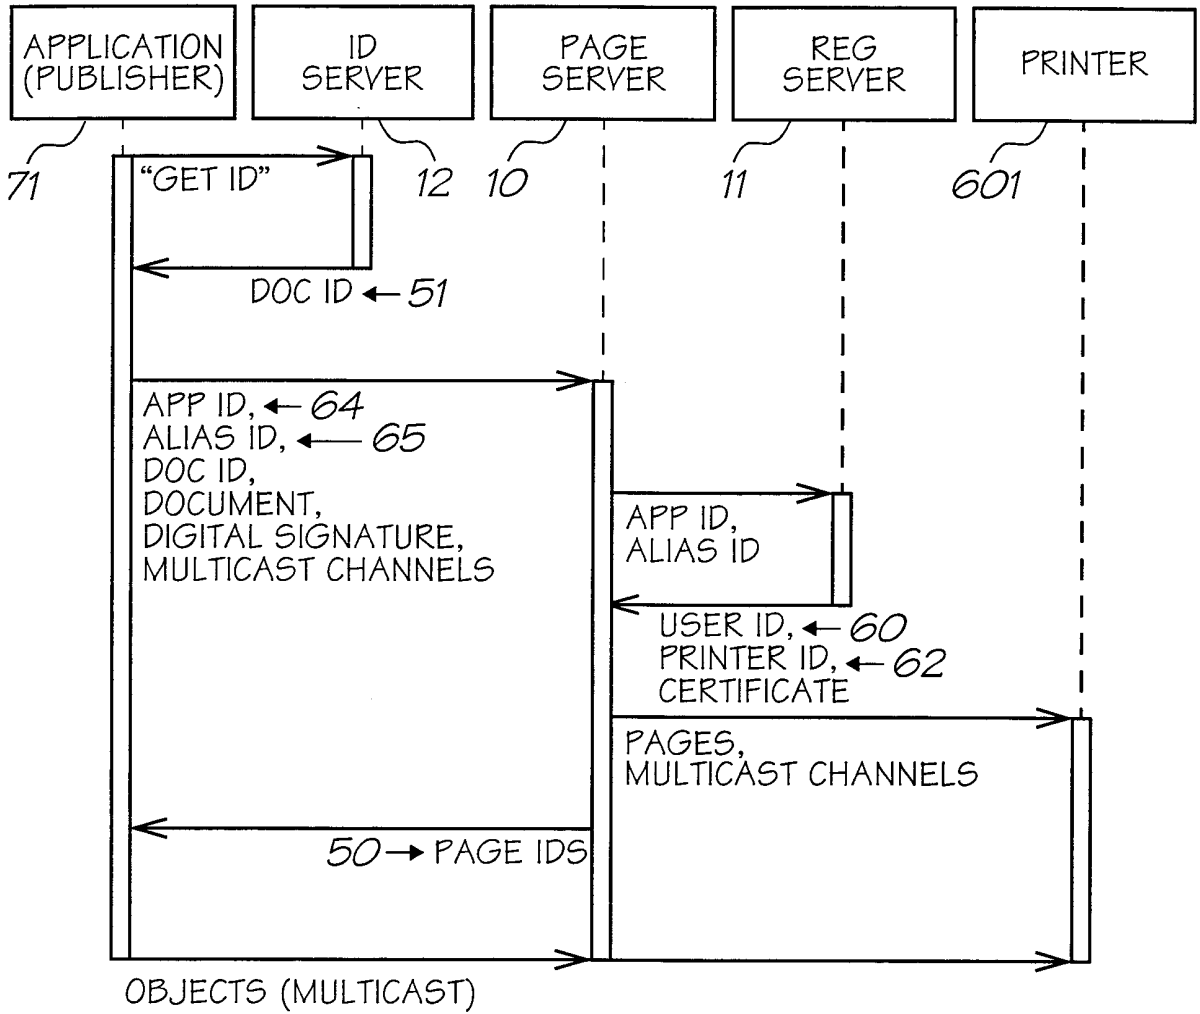 APPLICATION
(PUBLISHER)
ID
SERVER
PAGE
SERVER
REG
SERVER
PRINTER
71
12
10
11
601
“GET ID”
DOC ID 51
APP ID, 64
ALIAS ID, 65
DOC ID,
DOCUMENT,
DIGITAL SIGNATURE,
MULTICAST CHANNELS
APP ID,
ALIAS ID
USER ID, 60
PRINTER ID, 62
CERTIFICATE
PAGES,
MULTICAST CHANNELS
50 PAGE IDS
OBJECTS (MULTICAST)